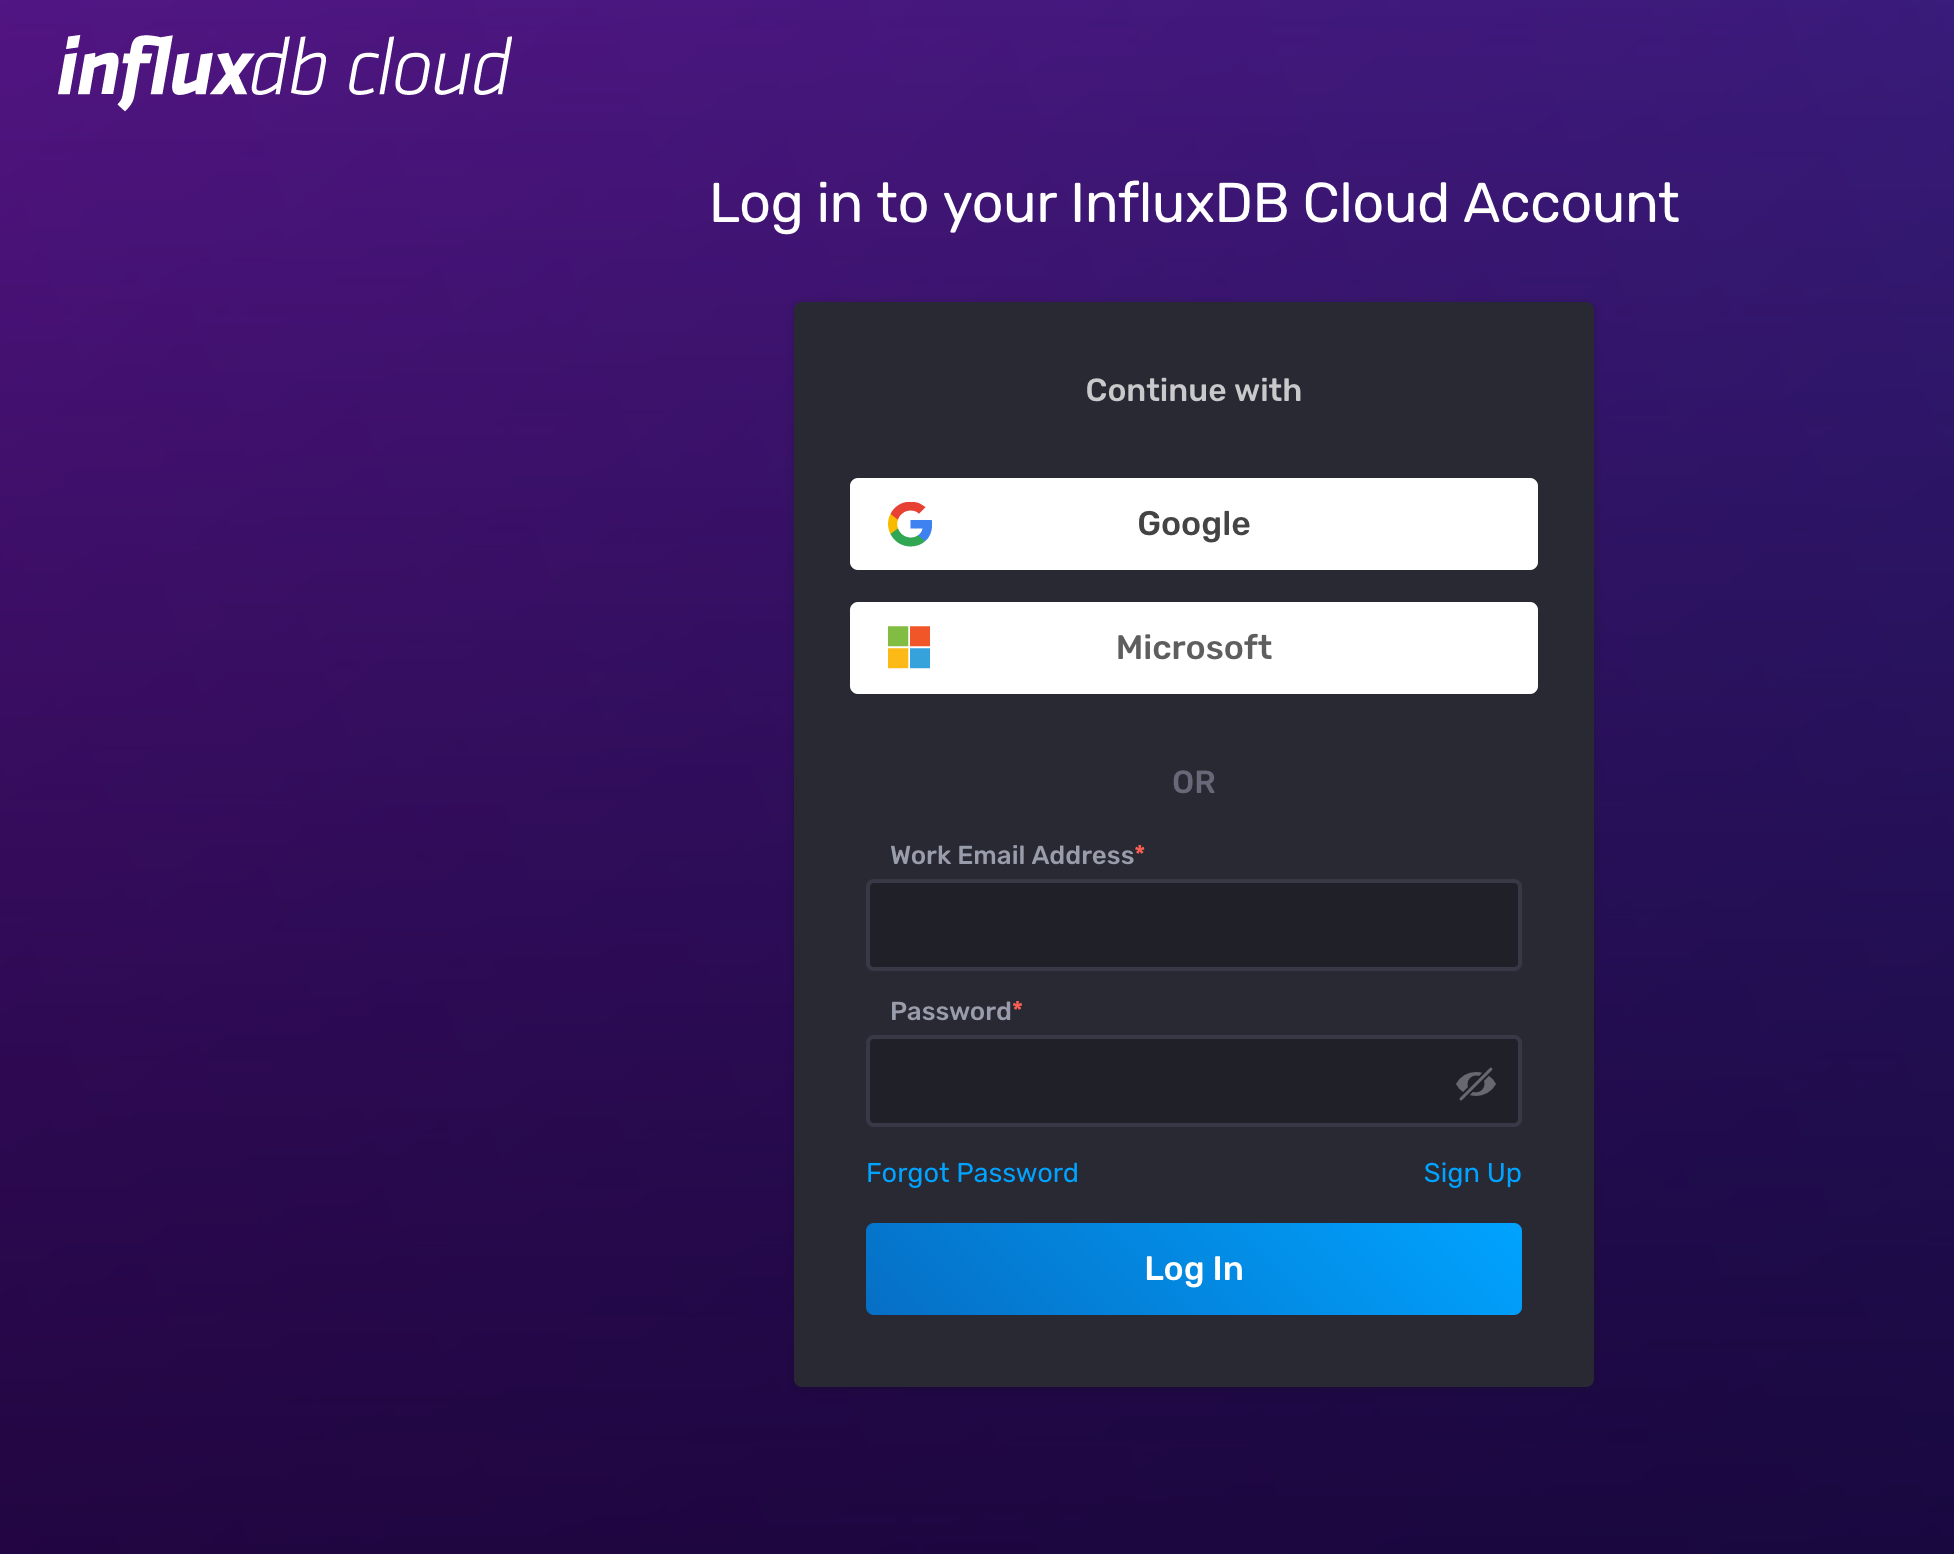 influxdb cloud
Log in to your InfluxDB Cloud Account
Continue with
Google
Microsoft
OR
Work Email Address*
Password*
Forgot Password
Sign Up
Log In